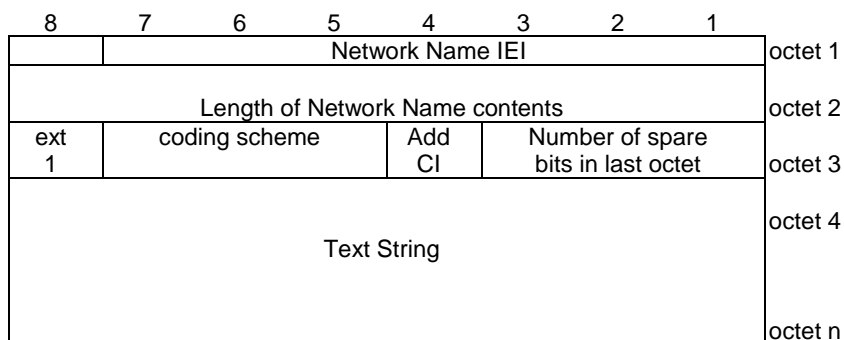 8 7 6 5 4 3 2 1
Network Name IEI octet 1
Length of Network Name contents octet 2
ext coding scheme Add Number of spare
1 CI bits in last octet octet 3
octet 4
Text String
octet n